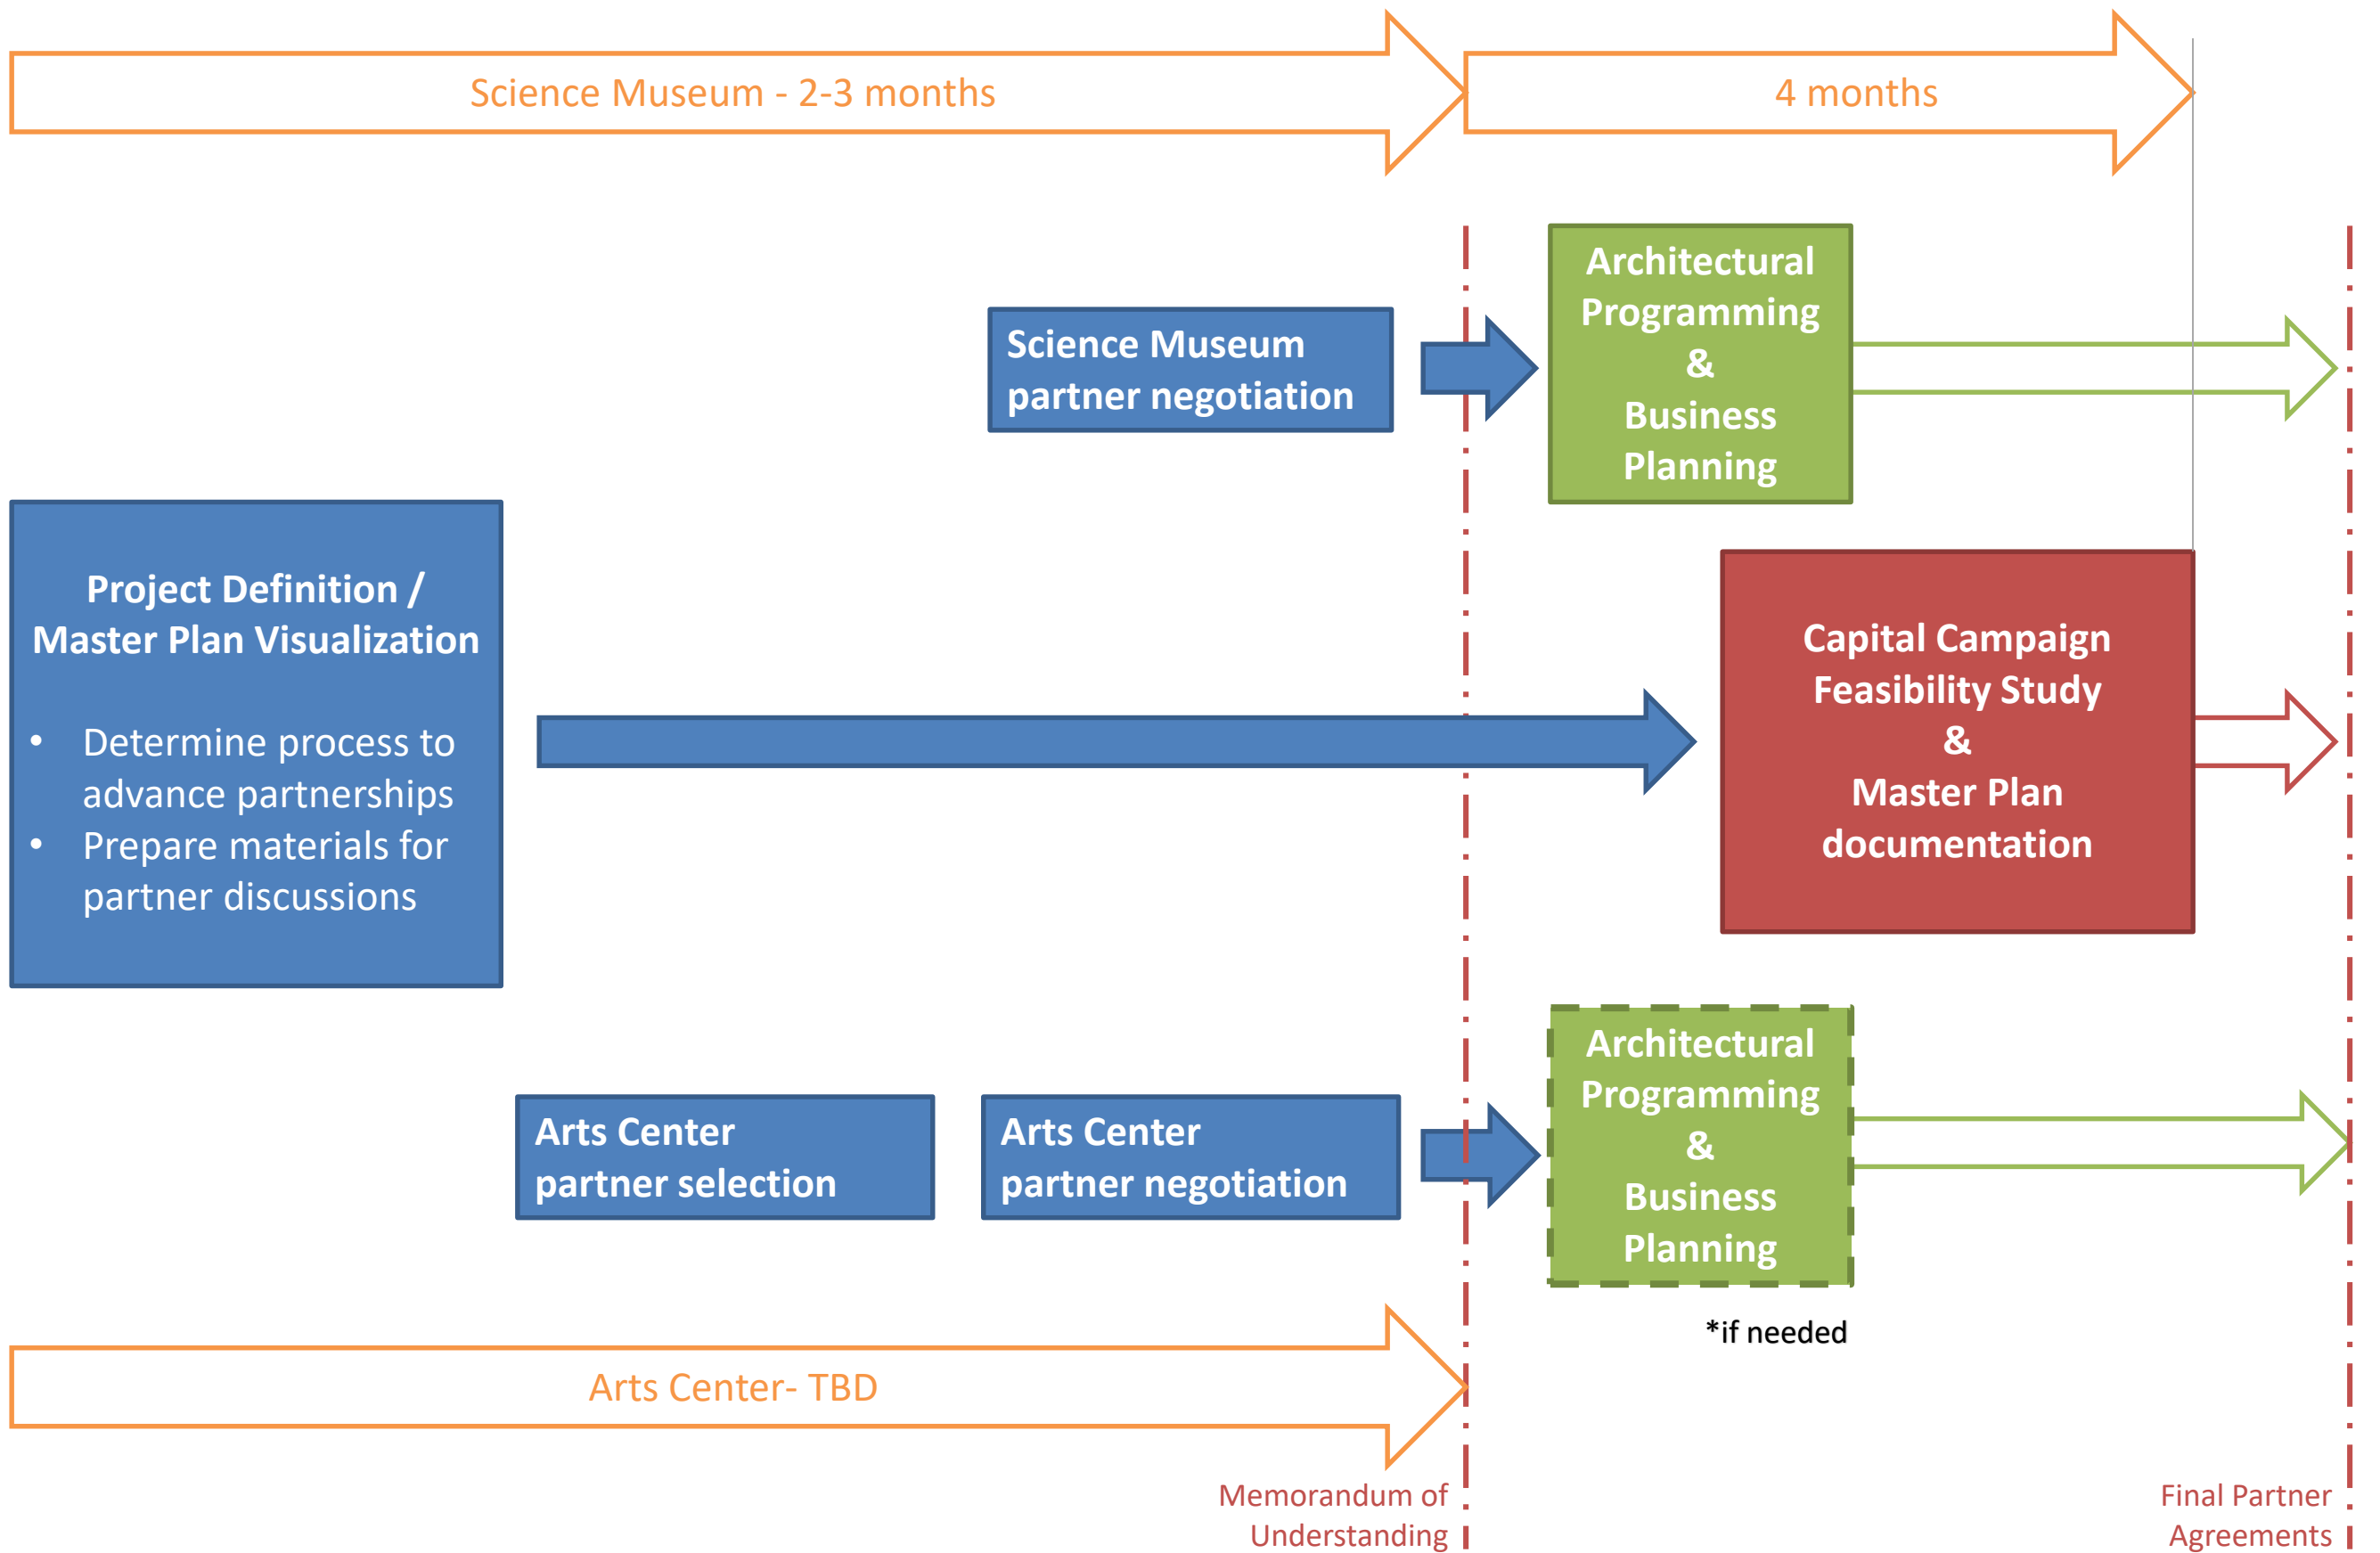 Science Museum - 2-3 months
4 months
Architectural
Programming
&
Business
Planning
Science Museum
partner negotiation
Project Definition /
Master Plan Visualization
• Determine process to
advance partnerships
• Prepare materials for
partner discussions
Capital Campaign
Feasibility Study
&
Master Plan
documentation
Arts Center
partner selection
Arts Center
partner negotiation
Architectural
Programming
&
Business
Planning
*if needed
Arts Center- TBD
Memorandum of
Understanding
Final Partner
Agreements